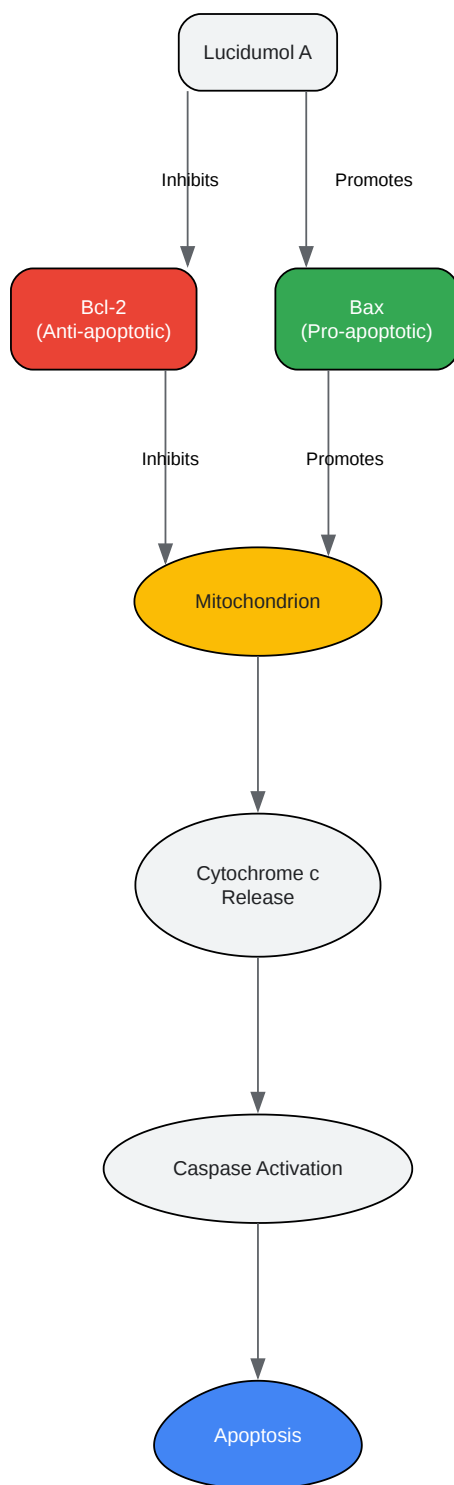 Lucidumol A
Inhibits
Promotes
Bcl-2
(Anti-apoptotic)
Bax
(Pro-apoptotic)
Inhibits
Promotes
Mitochondrion
Cytochrome c
Release
Caspase Activation
Apoptosis